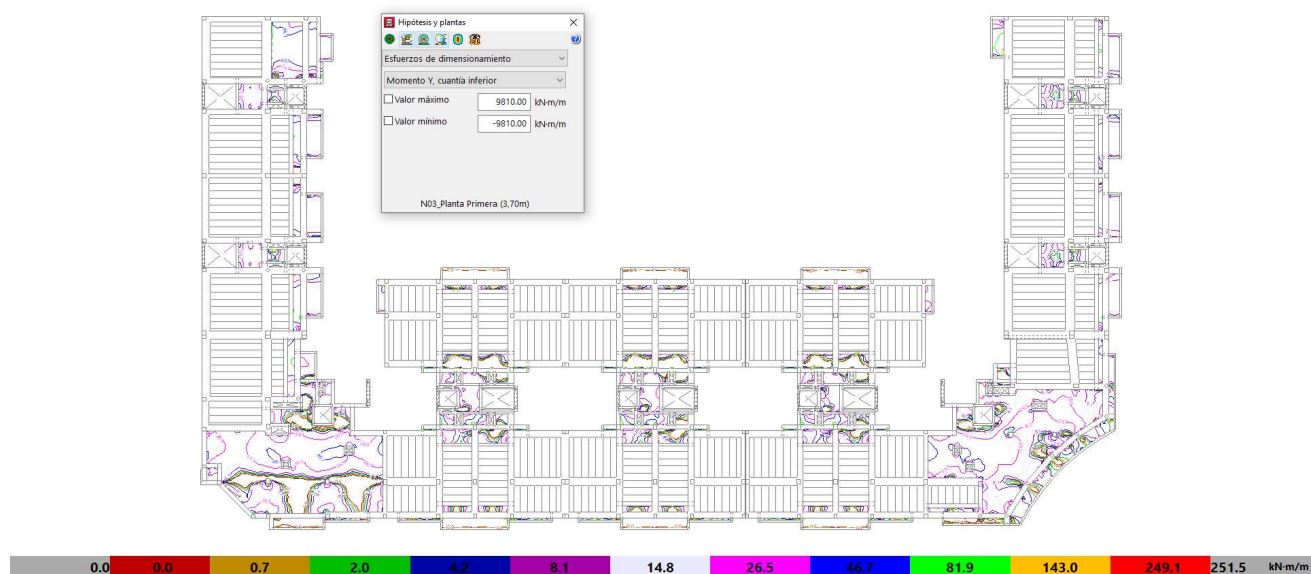 Hipótesis y plantas
Esfuerzos de dimensionamiento
Momento Y, cuantía inferior
Valor máximo 9810.00 kN·m/m
Valor mínimo -9810.00 kN·m/m
N03_Planta Primera (3,70m)
0.0 0.0 0.7 2.0 4.2 8.1 14.8 26.5 46.7 81.9 143.0 249.1 251.5 kN·m/m